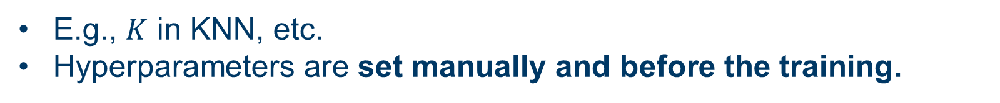 • E.g., K in KNN, etc.
• Hyperparameters are set manually and before the training.